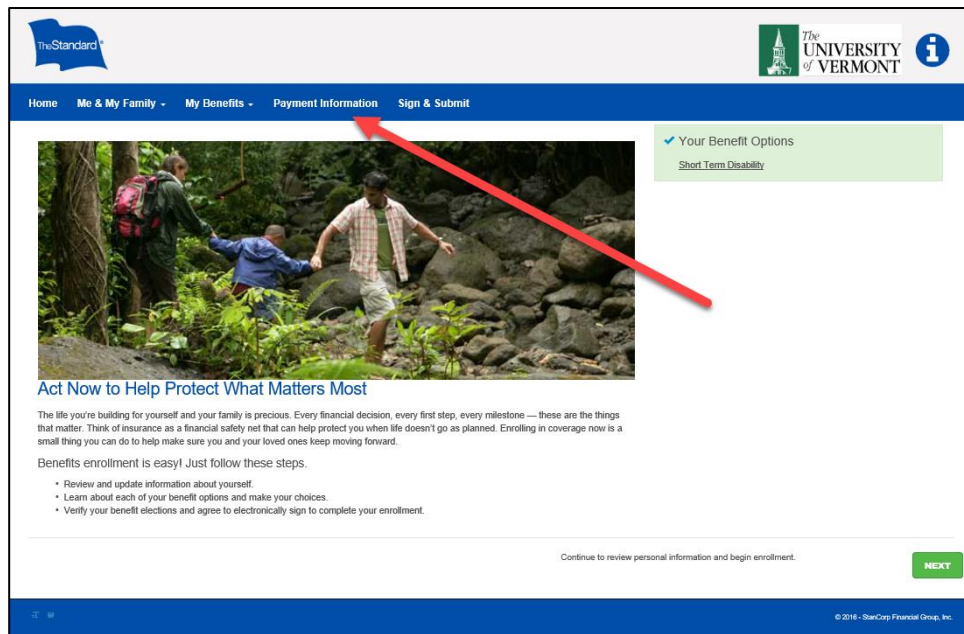 TheStandard
The
UNIVERSITY
of VERMONT
i
Home Me & My Family My Benefits Payment Information Sign & Submit
Your Benefit Options
Short Term Disability
Act Now to Help Protect What Matters Most
The life you're building for yourself and your family is precious. Every financial decision, every first step, every milestone — these are the things
that matter. Think of insurance as a financial safety net that can help protect you when life doesn't go as planned. Enrolling in coverage now is a
small thing you can do to help make sure you and your loved ones keep moving forward.
Benefits enrollment is easy! Just follow these steps.
• Review and update information about yourself.
• Learn about each of your benefit options and make your choices.
• Verify your benefit elections and agree to electronically sign to complete your enrollment.
Continue to review personal information and begin enrollment.
NEXT
© 2016 - StanCorp Financial Group, Inc.